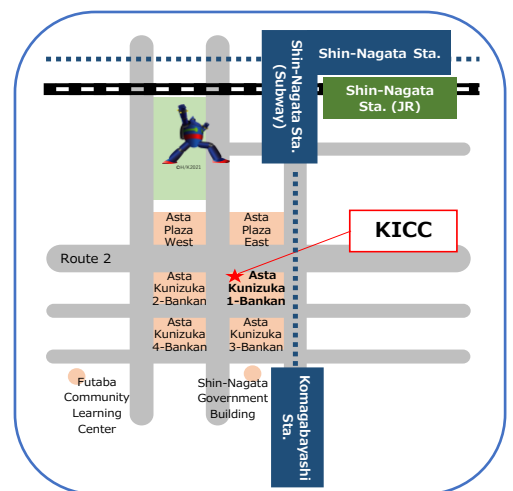 Shin-Nagata Sta.
Shin-Nagata Sta.
(Subway)
Shin-Nagata
Sta. (JR)
©H/K2021
Asta
Plaza
West
Asta
Plaza
East
KICC
Route 2
Asta
Kunizuka
2-Bankan
Asta
Kunizuka
1-Bankan
Asta
Kunizuka
4-Bankan
Asta
Kunizuka
3-Bankan
Futaba
Community
Learning
Center
Shin-Nagata
Government
Building
Komagabayashi
Sta.